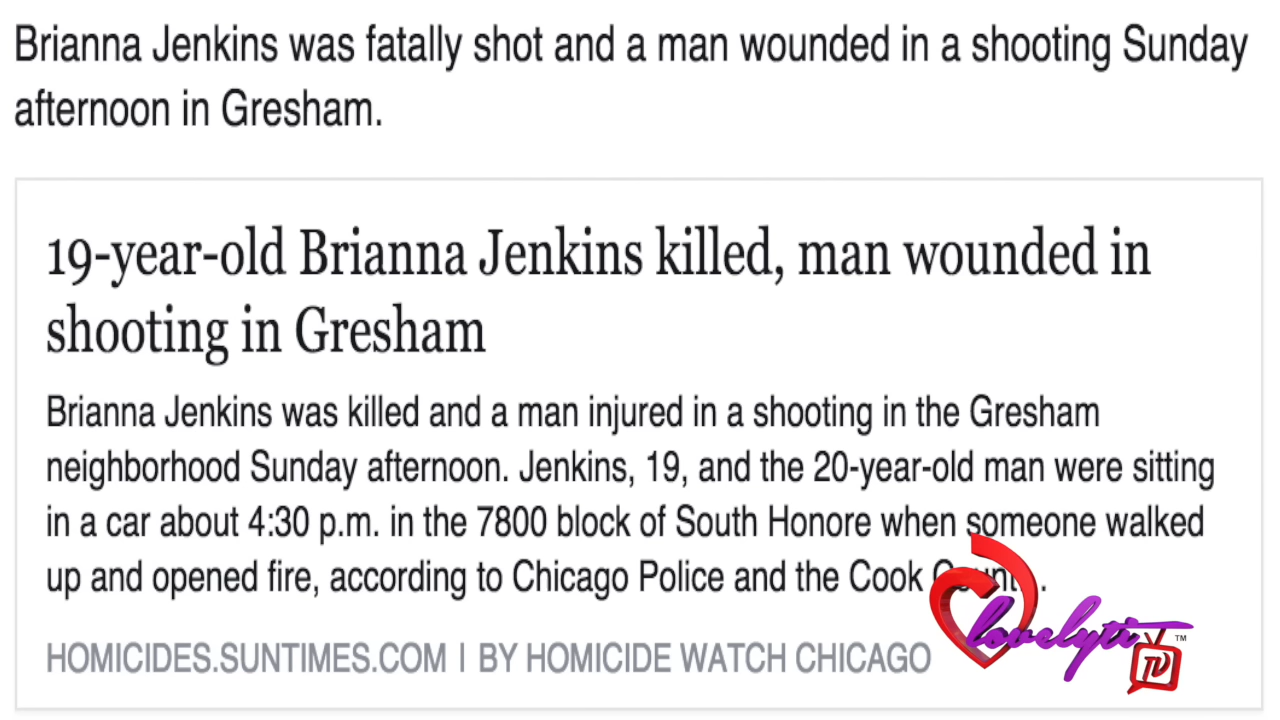 Brianna Jenkins was fatally shot and a man wounded in a shooting Sunday
afternoon in Gresham.
19-year-old Brianna Jenkins killed, man wounded in
shooting in Gresham
Brianna Jenkins was killed and a man injured in a shooting in the Gresham
neighborhood Sunday afternoon. Jenkins, 19, and the 20-year-old man were sitting
in a car about 4:30 p.m. in the 7800 block of South Honore when someone walked
up and opened fire, according to Chicago Police and the Cook
HOMICIDES.SUNTIMES.COM | BY HOMICIDE WATCH CHICAGO
lovelyti TV ™